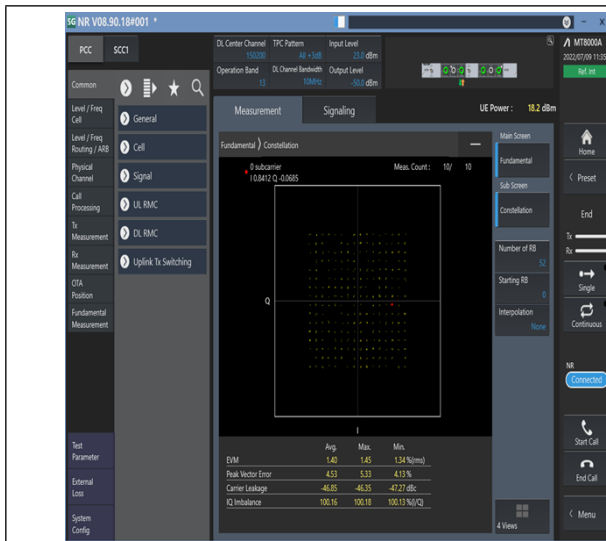 5G NR V08.90.18#001 *
PCC SCC1
DL Center Channel TPC Pattern Input Level
150200 All +3dB 23.0 dBm
Operation Band DL Channel Bandwidth Output Level
13 10MHz -50.0 dBm
MT8000A
2022/07/09 11:35
Ref. Int
Common
Level / Freq
Cell
Level / Freq
Routing / ARB
Physical
Channel
Call
Processing
Tx
Measurement
Rx
Measurement
OTA
Position
Fundamental
Measurement
Test
Parameter
External
Loss
System
Config
General
Cell
Signal
UL RMC
DL RMC
Uplink Tx Switching
Measurement Signaling UE Power : 18.2 dBm
Fundamental Constellation
0 subcarrier Meas. Count : 10/ 10
I 0.8412 Q -0.0685
Q
I
Avg. Max. Min.
EVM 1.40 1.45 1.34 %(rms)
Peak Vector Error 4.53 5.33 4.13 %
Carrier Leakage -46.85 -46.35 -47.27 dBc
IQ Imbalance 100.16 100.18 100.13 %(I/Q)
Main Screen
Fundamental
Sub Screen
Constellation
Number of RB
52
Starting RB
0
Interpolation
None
4 Views
Home
Preset
End
Tx
Rx
Single
Continuous
NR
Connected
Start Call
End Call
Menu